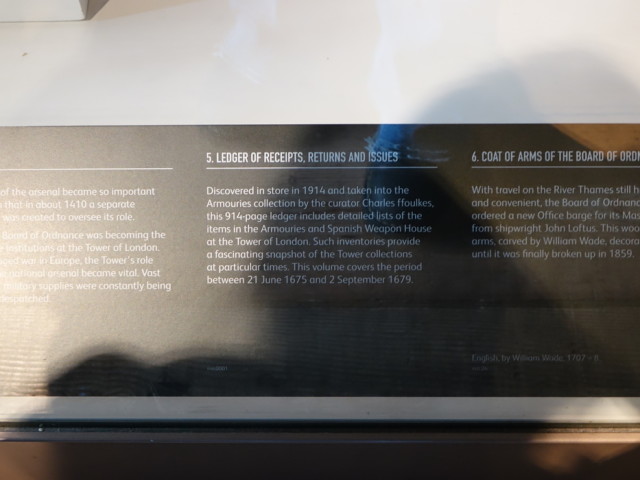 of the arsenal became so important
that in about 1410 a separate
was created to oversee its role.
Board of Ordnance was becoming the
institutions at the Tower of London.
war in Europe, the Tower's role
national arsenal became vital. Vast
military supplies were constantly being
5. LEDGER OF RECEIPTS, RETURNS AND ISSUES
Discovered in store in 1914 and taken into the
Armouries collection by the curator Charles ffoulkes,
this 914-page ledger includes detailed lists of the
items in the Armouries and Spanish Weapon House
at the Tower of London. Such inventories provide
a fascinating snapshot of the Tower collections
at particular times. This volume covers the period
between 21 June 1675 and 2 September 1679.
6. COAT OF ARMS OF THE BOARD OF ORDN
With travel on the River Thames still h
and convenient, the Board of Ordnanc
ordered a new Office barge for its Ma
from shipwright John Loftus. This woo
arms, carved by William Wade, decora
until it was finally broken up in 1859.
English, by William Wade, 1707 - 9